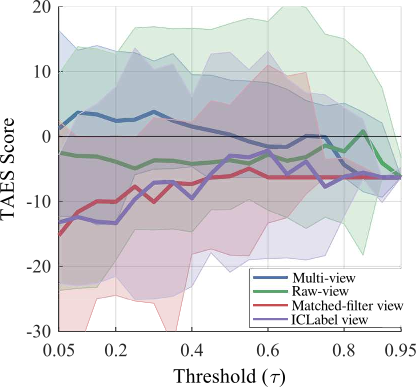 20
10
0
-10
-20
-30
TAES Score
Multi-view
Raw-view
Matched-filter view
ICLabel view
0.05 0.2 0.4 0.6 0.8 0.95
Threshold (τ)